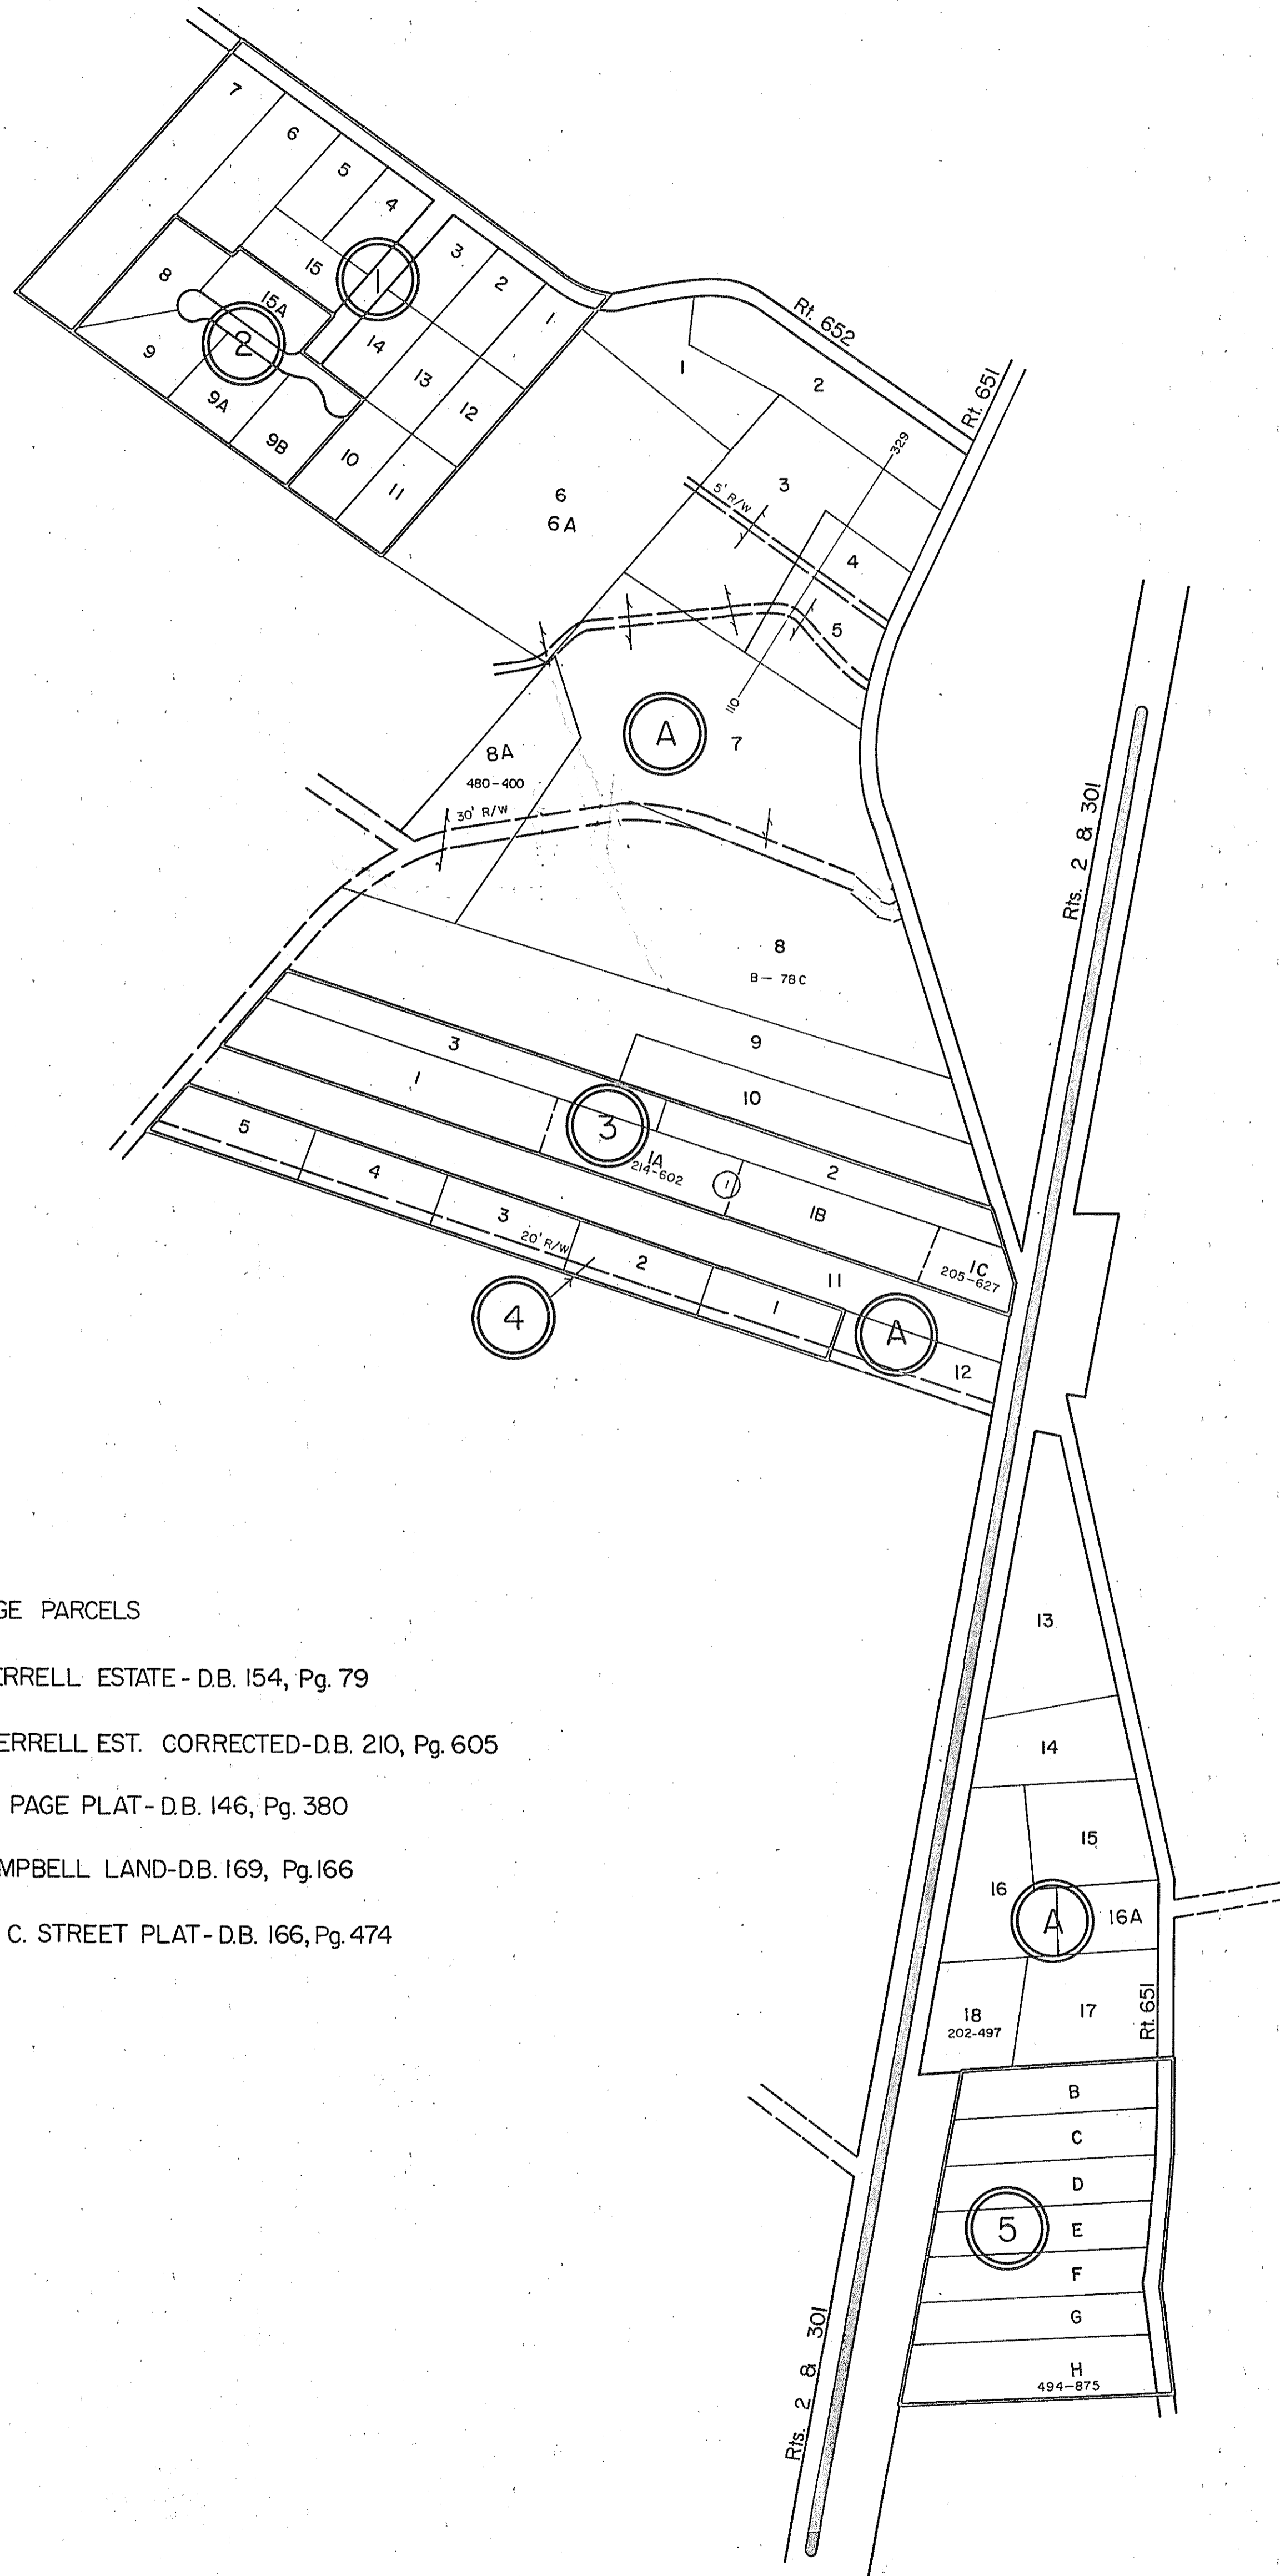 7
6
5
4
3
2
1
15
1
8
15A
2
9
14
13
12
9A
9B
10
11
Rt. 652
1
2
Rt. 651
329
3
5' R/W
6
6A
4
5
110
A
7
8A
480-400
30' R/W
Rts. 2 & 301
8
B-78C
9
3
10
1
3
1A
214-602
1
2
1B
5
4
3
20' R/W
2
11
1C
205-627
4
1
A
12
13
GE PARCELS
ERRELL ESTATE - D.B. 154, Pg. 79
ERRELL EST. CORRECTED-D.B. 210, Pg. 605
PAGE PLAT- D.B. 146, Pg. 380
MPBELL LAND-D.B. 169, Pg. 166
C. STREET PLAT- D.B. 166, Pg. 474
14
15
16
A
16A
18
202-497
17
Rt. 651
B
C
D
5
E
F
G
H
494-875
Rts. 2 & 301